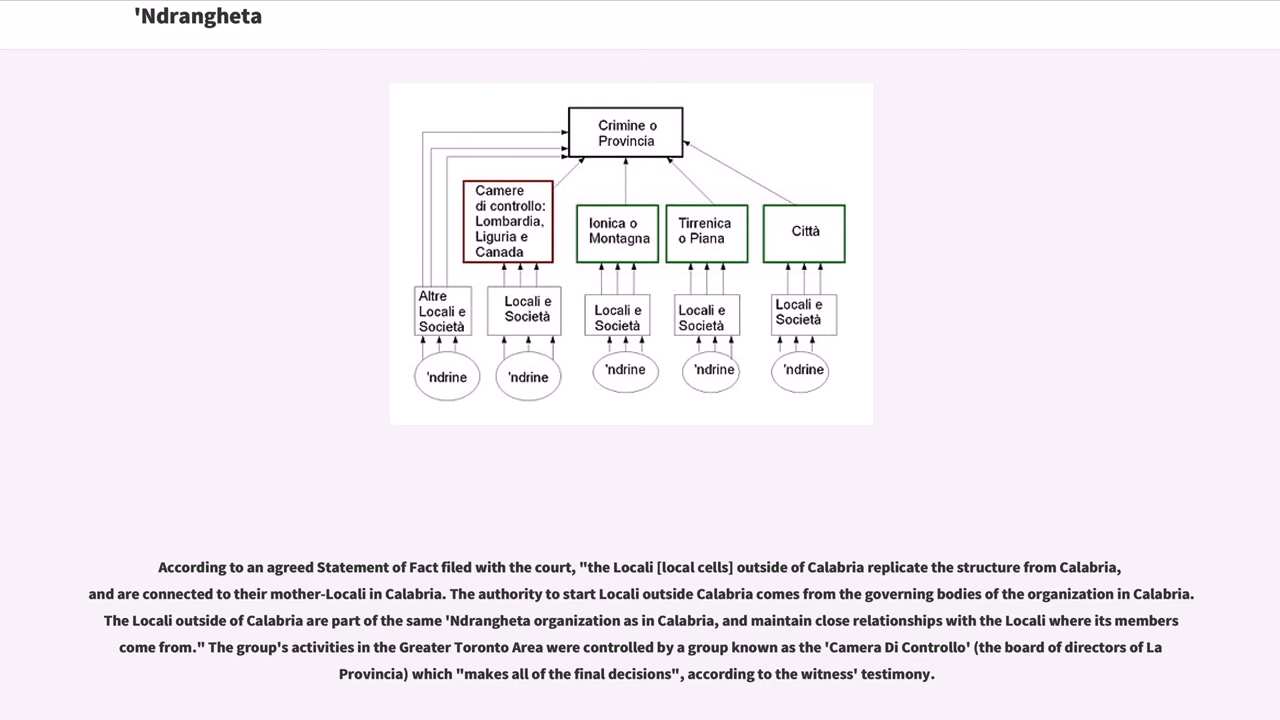 'Ndrangheta
Crimine o
Provincia
Camere
di controllo:
Lombardia,
Liguria e
Canada
Ionica o
Montagna
Tirrenica
o Piana
Città
Altre
Locali e
Società
Locali e
Società
Locali e
Società
Locali e
Società
Locali e
Società
'ndrine
'ndrine
'ndrine
'ndrine
'ndrine
According to an agreed Statement of Fact filed with the court, "the Locali [local cells] outside of Calabria replicate the structure from Calabria,
and are connected to their mother-Locali in Calabria. The authority to start Locali outside Calabria comes from the governing bodies of the organization in Calabria.
The Locali outside of Calabria are part of the same 'Ndrangheta organization as in Calabria, and maintain close relationships with the Locali where its members
come from." The group's activities in the Greater Toronto Area were controlled by a group known as the 'Camera Di Controllo' (the board of directors of La
Provincia) which "makes all of the final decisions", according to the witness' testimony.